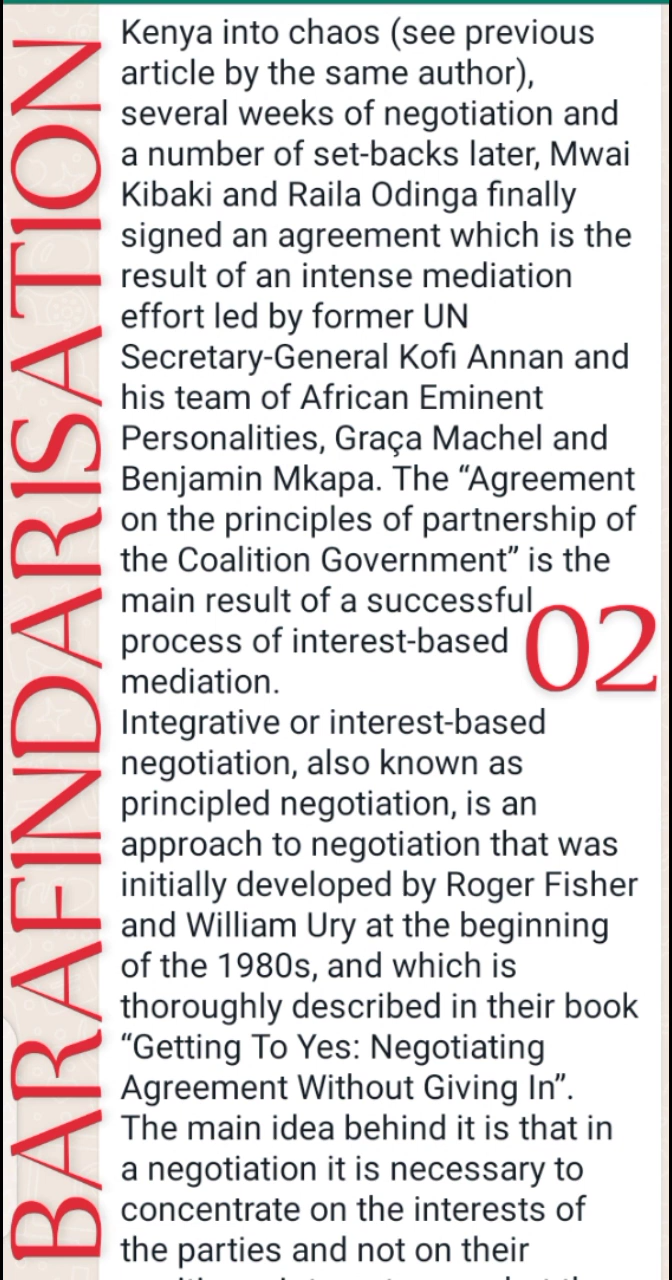 BARAFINDARISATION
Kenya into chaos (see previous
article by the same author),
several weeks of negotiation and
a number of set-backs later, Mwai
Kibaki and Raila Odinga finally
signed an agreement which is the
result of an intense mediation
effort led by former UN
Secretary-General Kofi Annan and
his team of African Eminent
Personalities, Graça Machel and
Benjamin Mkapa. The “Agreement
on the principles of partnership of
the Coalition Government” is the
main result of a successful
process of interest-based
mediation.
02
Integrative or interest-based
negotiation, also known as
principled negotiation, is an
approach to negotiation that was
initially developed by Roger Fisher
and William Ury at the beginning
of the 1980s, and which is
thoroughly described in their book
“Getting To Yes: Negotiating
Agreement Without Giving In”.
The main idea behind it is that in
a negotiation it is necessary to
concentrate on the interests of
the parties and not on their